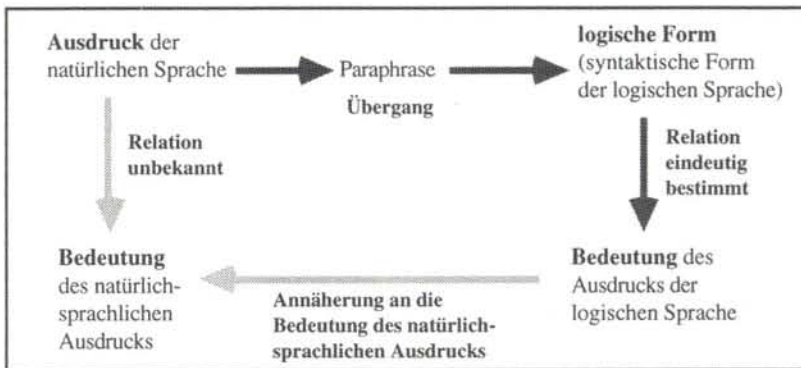 Ausdruck der
natürlichen Sprache
Paraphrase
Übergang
logische Form
(syntaktische Form
der logischen Sprache)
Relation
unbekannt
Relation
eindeutig
bestimmt
Bedeutung
des natürlich-
sprachlichen
Ausdrucks
Annäherung an die
Bedeutung des natürlich-
sprachlichen Ausdrucks
Bedeutung des
Ausdrucks der
logischen Sprache